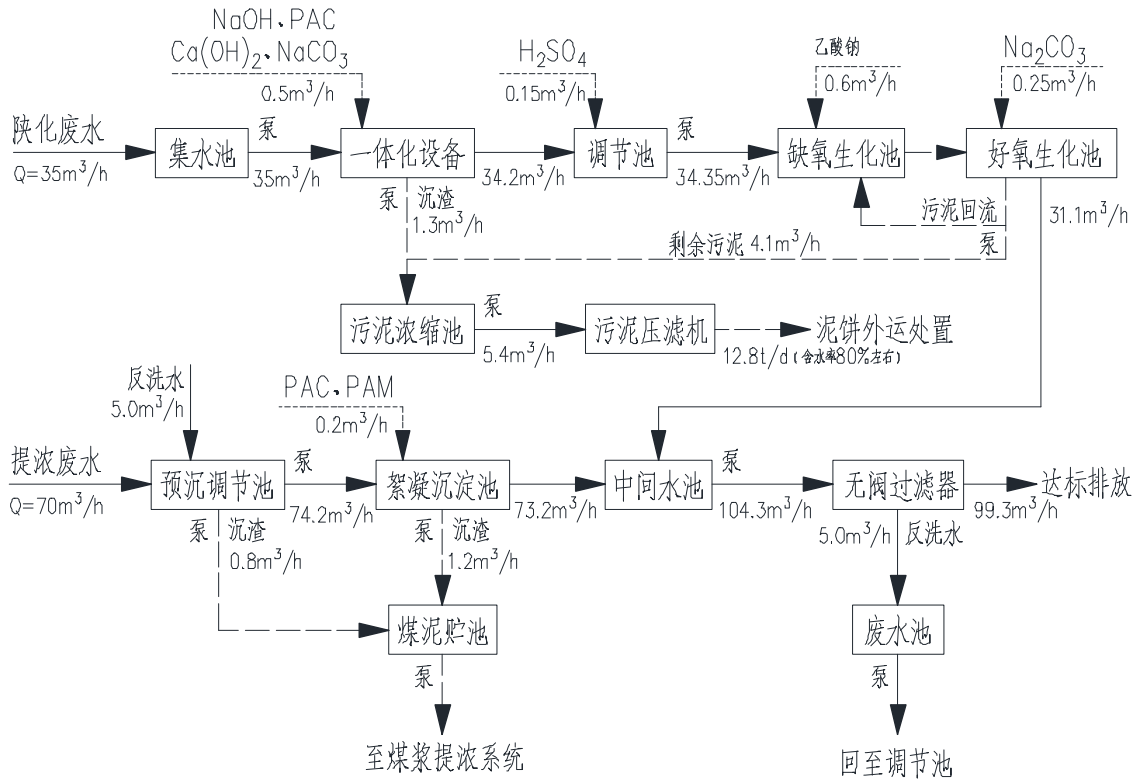 NaOH、PAC
Ca(OH)2、NaCO3
0.5m³/h
H2SO4
0.15m³/h
乙酸钠
0.6m³/h
Na2CO3
0.25m³/h
陕化废水
Q=35m³/h
集水池
泵
35m³/h
一体化设备
34.2m³/h
调节池
泵
34.35m³/h
缺氧生化池
好氧生化池
泵
沉渣
1.3m³/h
污泥回流
31.1m³/h
剩余污泥 4.1m³/h
泵
污泥浓缩池
泵
5.4m³/h
污泥压滤机
12.8t/d(含水率80%左右)
泥饼外运处置
反洗水
5.0m³/h
PAC、PAM
0.2m³/h
提浓废水
Q=70m³/h
预沉调节池
泵
74.2m³/h
絮凝沉淀池
73.2m³/h
中间水池
泵
104.3m³/h
无阀过滤器
99.3m³/h
达标排放
泵
沉渣
0.8m³/h
泵
沉渣
1.2m³/h
5.0m³/h
反洗水
煤泥贮池
废水池
泵
泵
至煤浆提浓系统
回至调节池